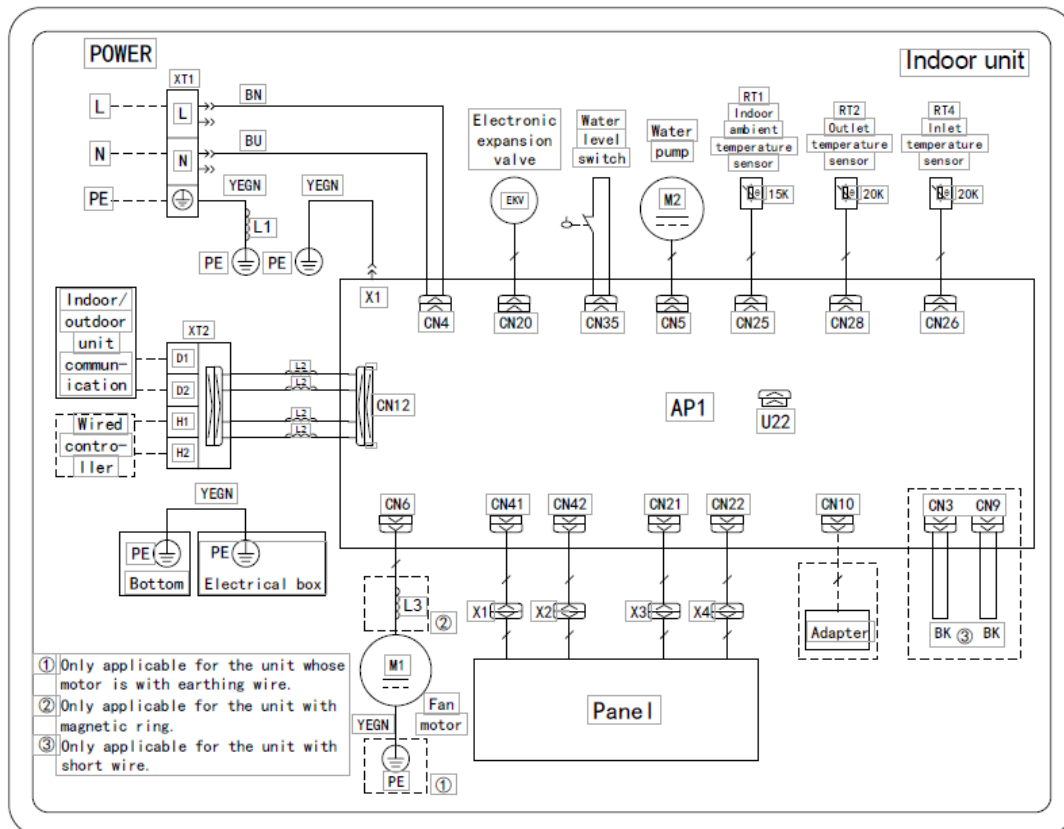 POWER
Indoor unit
XT1
L
L
BN
N
N
BU
PE
YEGN
YEGN
L1
PE
PE
X1
Electronic
expansion
valve
EKV
Water
level
switch
Water
pump
M2
RT1
Indoor
ambient
temperature
sensor
15K
RT2
Outlet
temperature
sensor
20K
RT4
Inlet
temperature
sensor
20K
CN4
CN20
CN35
CN5
CN25
CN28
CN26
Indoor/
outdoor
unit
commun-
ication
XT2
D1
D2
H1
H2
L2
L2
L2
L2
CN12
Wired
contro-
ller
AP1
U22
YEGN
PE
Bottom
PE
Electrical box
CN6
CN41
CN42
CN21
CN22
CN10
CN3
CN9
L3
②
X1
X2
X3
X4
Adapter
BK ③ BK
M1
Fan
motor
YEGN
PE
①
Panel
① Only applicable for the unit whose
motor is with earthing wire.
② Only applicable for the unit with
magnetic ring.
③ Only applicable for the unit with
short wire.